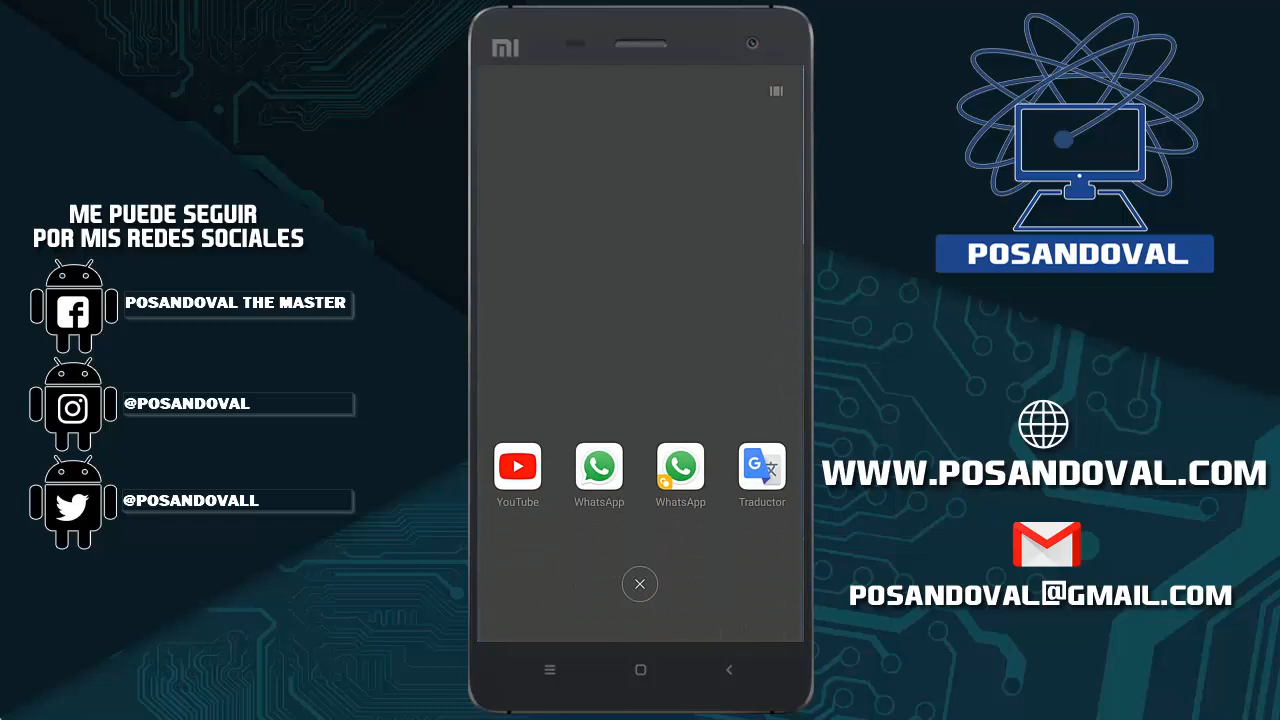 ME PUEDE SEGUIR
POR MIS REDES SOCIALES
POSANDOVAL THE MASTER
@POSANDOVAL
@POSANDOVALL
MI
YouTube
WhatsApp
WhatsApp
Traductor
POSANDOVAL
WWW.POSANDOVAL.COM
POSANDOVAL@GMAIL.COM